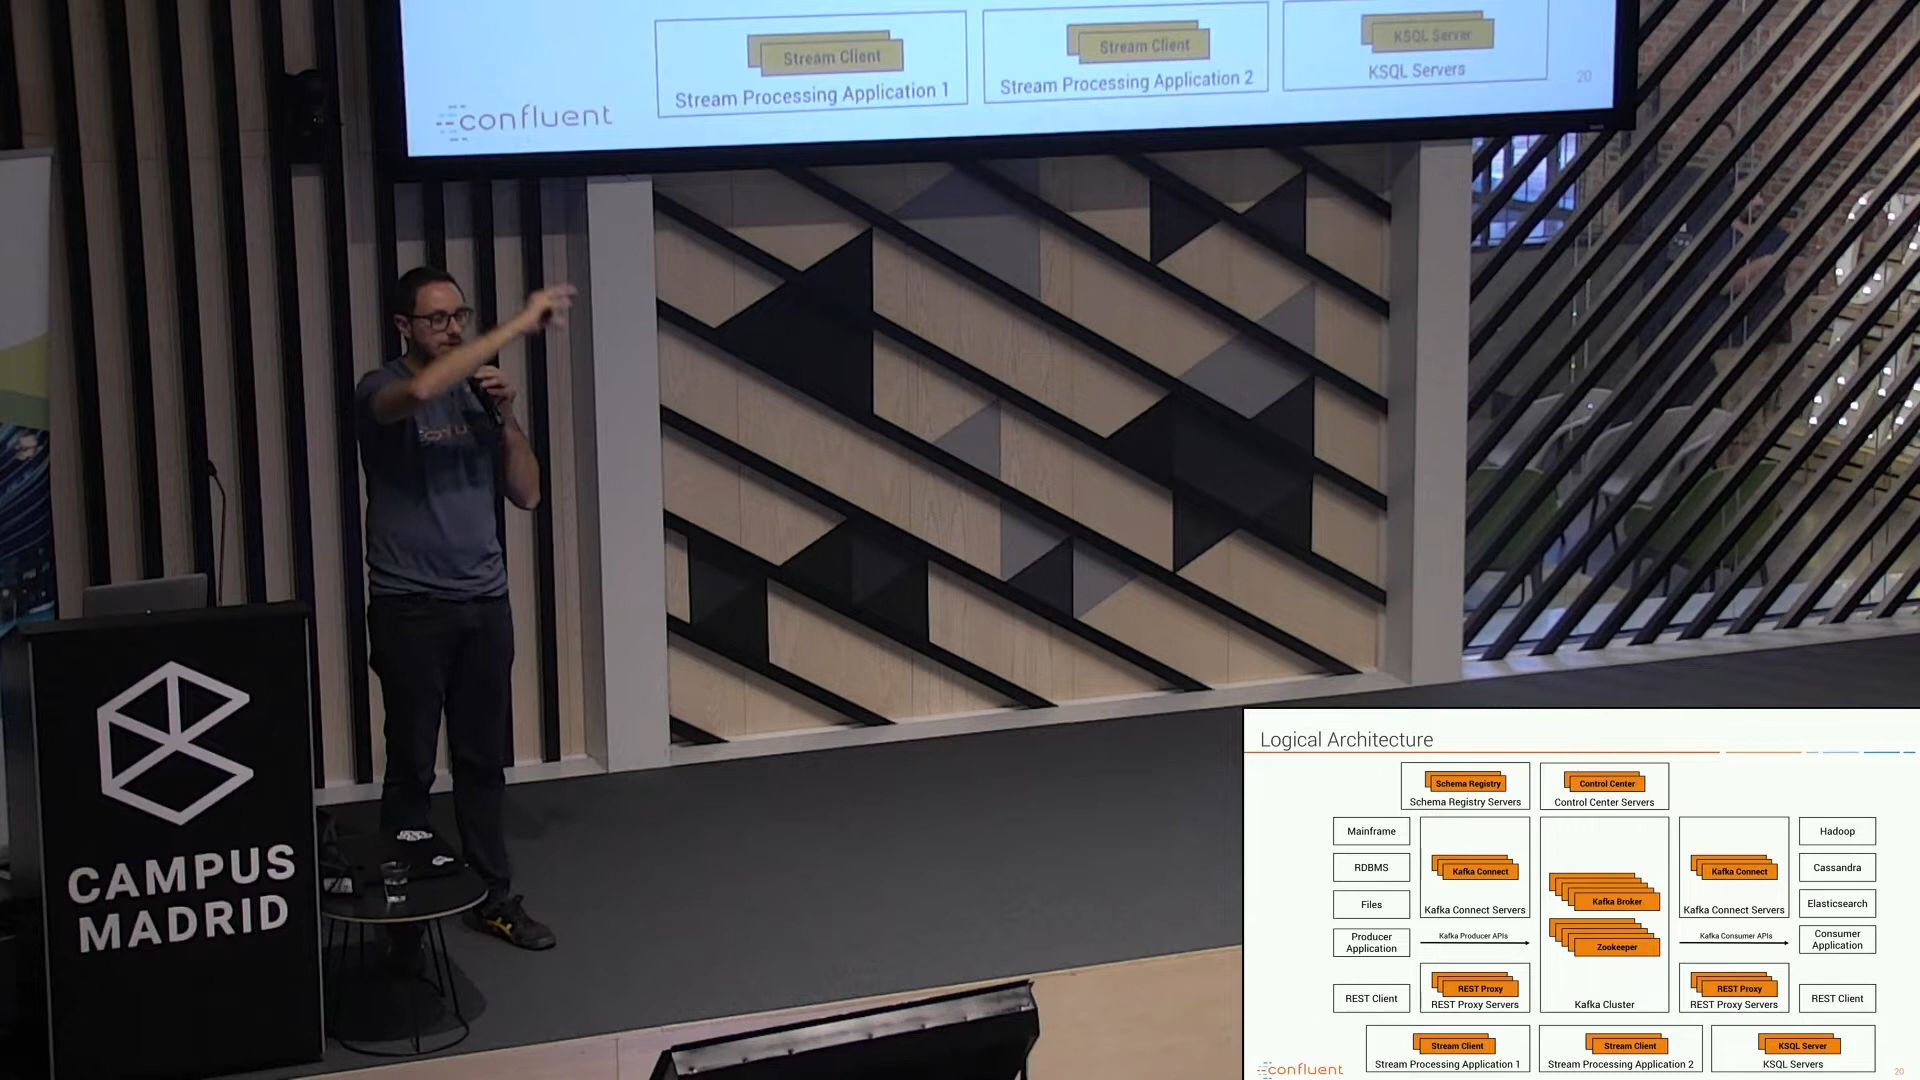 Stream Client
Stream Processing Application 1
Stream Client
Stream Processing Application 2
KSQL Server
KSQL Servers
confluent
20
CAMPUS
MADRID
Logical Architecture
Schema Registry
Schema Registry Servers
Control Center
Control Center Servers
Mainframe
RDBMS
Files
Producer
Application
REST Client
Kafka Connect
Kafka Connect Servers
Kafka Producer APIs
REST Proxy
REST Proxy Servers
Kafka Broker
Zookeeper
Kafka Cluster
Kafka Connect
Kafka Connect Servers
Kafka Consumer APIs
REST Proxy
REST Proxy Servers
Hadoop
Cassandra
Elasticsearch
Consumer
Application
REST Client
Stream Client
Stream Processing Application 1
Stream Client
Stream Processing Application 2
KSQL Server
KSQL Servers
confluent
20